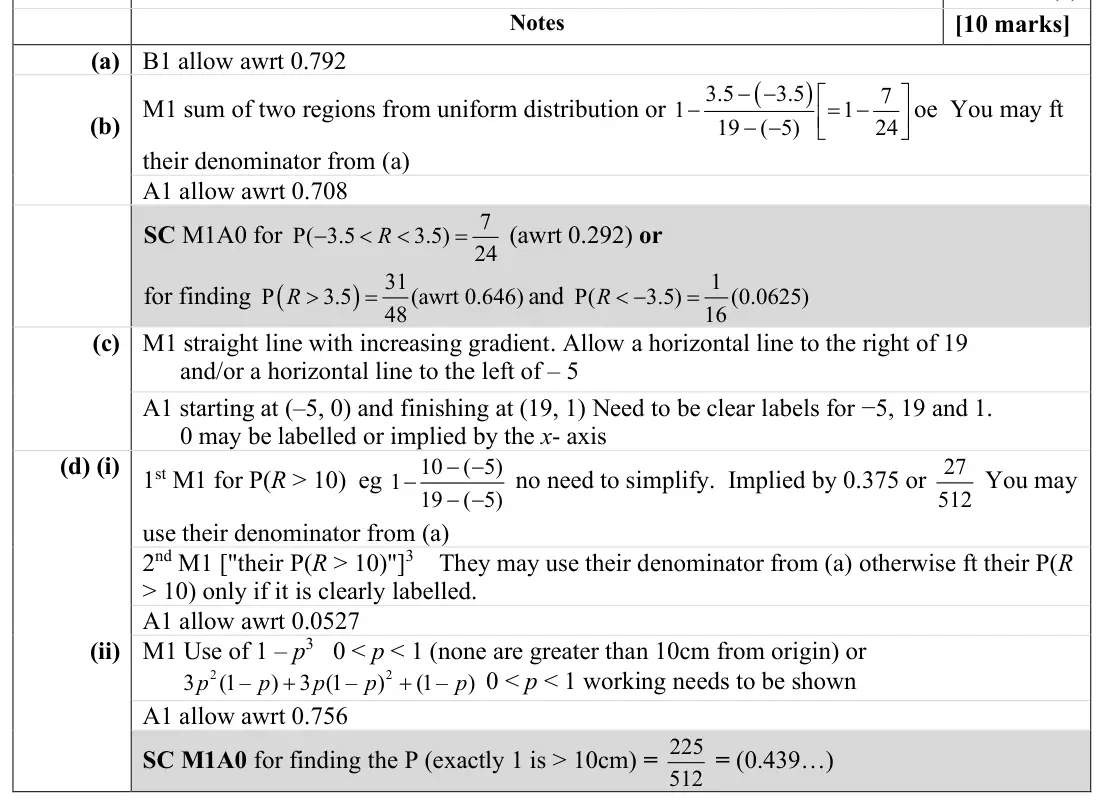 Notes [10 marks]
(a) B1 allow awrt 0.792
(b) M1 sum of two regions from uniform distribution or 1 − (3.5 − (−3.5))/(19 − (−5)) [= 1 − 7/24] oe You may ft
their denominator from (a)
A1 allow awrt 0.708
SC M1A0 for P(−3.5 < R < 3.5) = 7/24 (awrt 0.292) or
for finding P(R > 3.5) = 31/48 (awrt 0.646) and P(R < −3.5) = 1/16 (0.0625)
(c) M1 straight line with increasing gradient. Allow a horizontal line to the right of 19
and/or a horizontal line to the left of – 5
A1 starting at (–5, 0) and finishing at (19, 1) Need to be clear labels for −5, 19 and 1.
0 may be labelled or implied by the x- axis
(d) (i) 1st M1 for P(R > 10) eg 1 − (10 − (−5))/(19 − (−5)) no need to simplify. Implied by 0.375 or 27/512 You may
use their denominator from (a)
2nd M1 ["their P(R > 10)"]³ They may use their denominator from (a) otherwise ft their P(R
> 10) only if it is clearly labelled.
A1 allow awrt 0.0527
(ii) M1 Use of 1 – p³ 0 < p < 1 (none are greater than 10cm from origin) or
3p²(1 − p) + 3p(1 − p)² + (1 − p) 0 < p < 1 working needs to be shown
A1 allow awrt 0.756
SC M1A0 for finding the P (exactly 1 is > 10cm) = 225/512 = (0.439…)